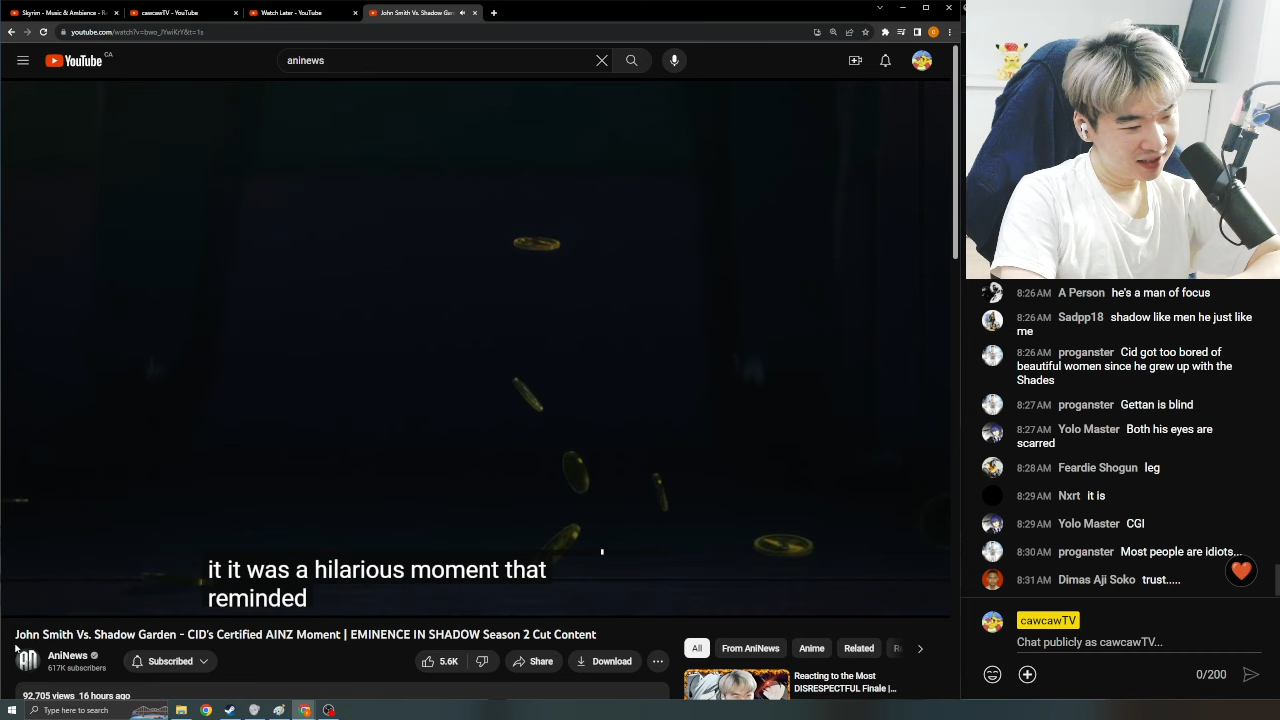 Skyrim - Music & Ambience - R
cawcawTV - YouTube
Watch Later - YouTube
John Smith Vs. Shadow Gar
youtube.com/watch?v=bwo_JYwiKrY&t=1s
YouTube CA
aninews
it it was a hilarious moment that
reminded
John Smith Vs. Shadow Garden - CID's Certified AINZ Moment | EMINENCE IN SHADOW Season 2 Cut Content
AniNews
617K subscribers
Subscribed
5.6K
Share
Download
92,705 views 16 hours ago
All
From AniNews
Anime
Related
Reacting to the Most
DISRESPECTFUL Finale |...
Type here to search
8:26 AM A Person he's a man of focus
8:26 AM Sadpp18 shadow like men he just like
me
8:26 AM proganster Cid got too bored of
beautiful women since he grew up with the
Shades
8:27 AM proganster Gettan is blind
8:27 AM Yolo Master Both his eyes are
scarred
8:28 AM Feardie Shogun leg
8:29 AM Nxrt it is
8:29 AM Yolo Master CGI
8:30 AM proganster Most people are idiots...
8:31 AM Dimas Aji Soko trust.....
cawcawTV
Chat publicly as cawcawTV...
0/200